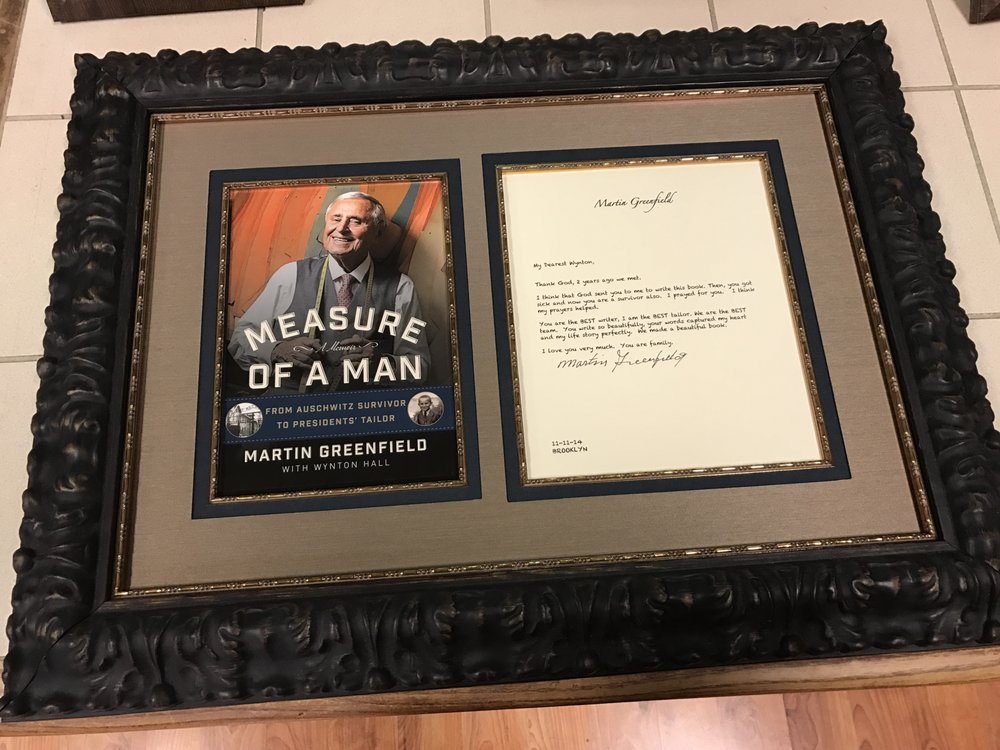 MEASURE
A Memoir
OF A MAN
FROM AUSCHWITZ SURVIVOR
TO PRESIDENTS' TAILOR
MARTIN GREENFIELD
WITH WYNTON HALL
Martin Greenfield
My Dearest Wynton,
Thank God, 2 years ago we met.
I think that God sent you to me to write this book. Then, you got
sick and now you are a survivor also. I prayed for you. I think
my prayers helped.
You are the BEST writer, I am the BEST tailor. We are the BEST
team. You write so beautifully, your words captured my heart
and my life story perfectly. We made a beautiful book.
I love you very much. You are family.
Martin Greenfield
11-11-14
BROOKLYN